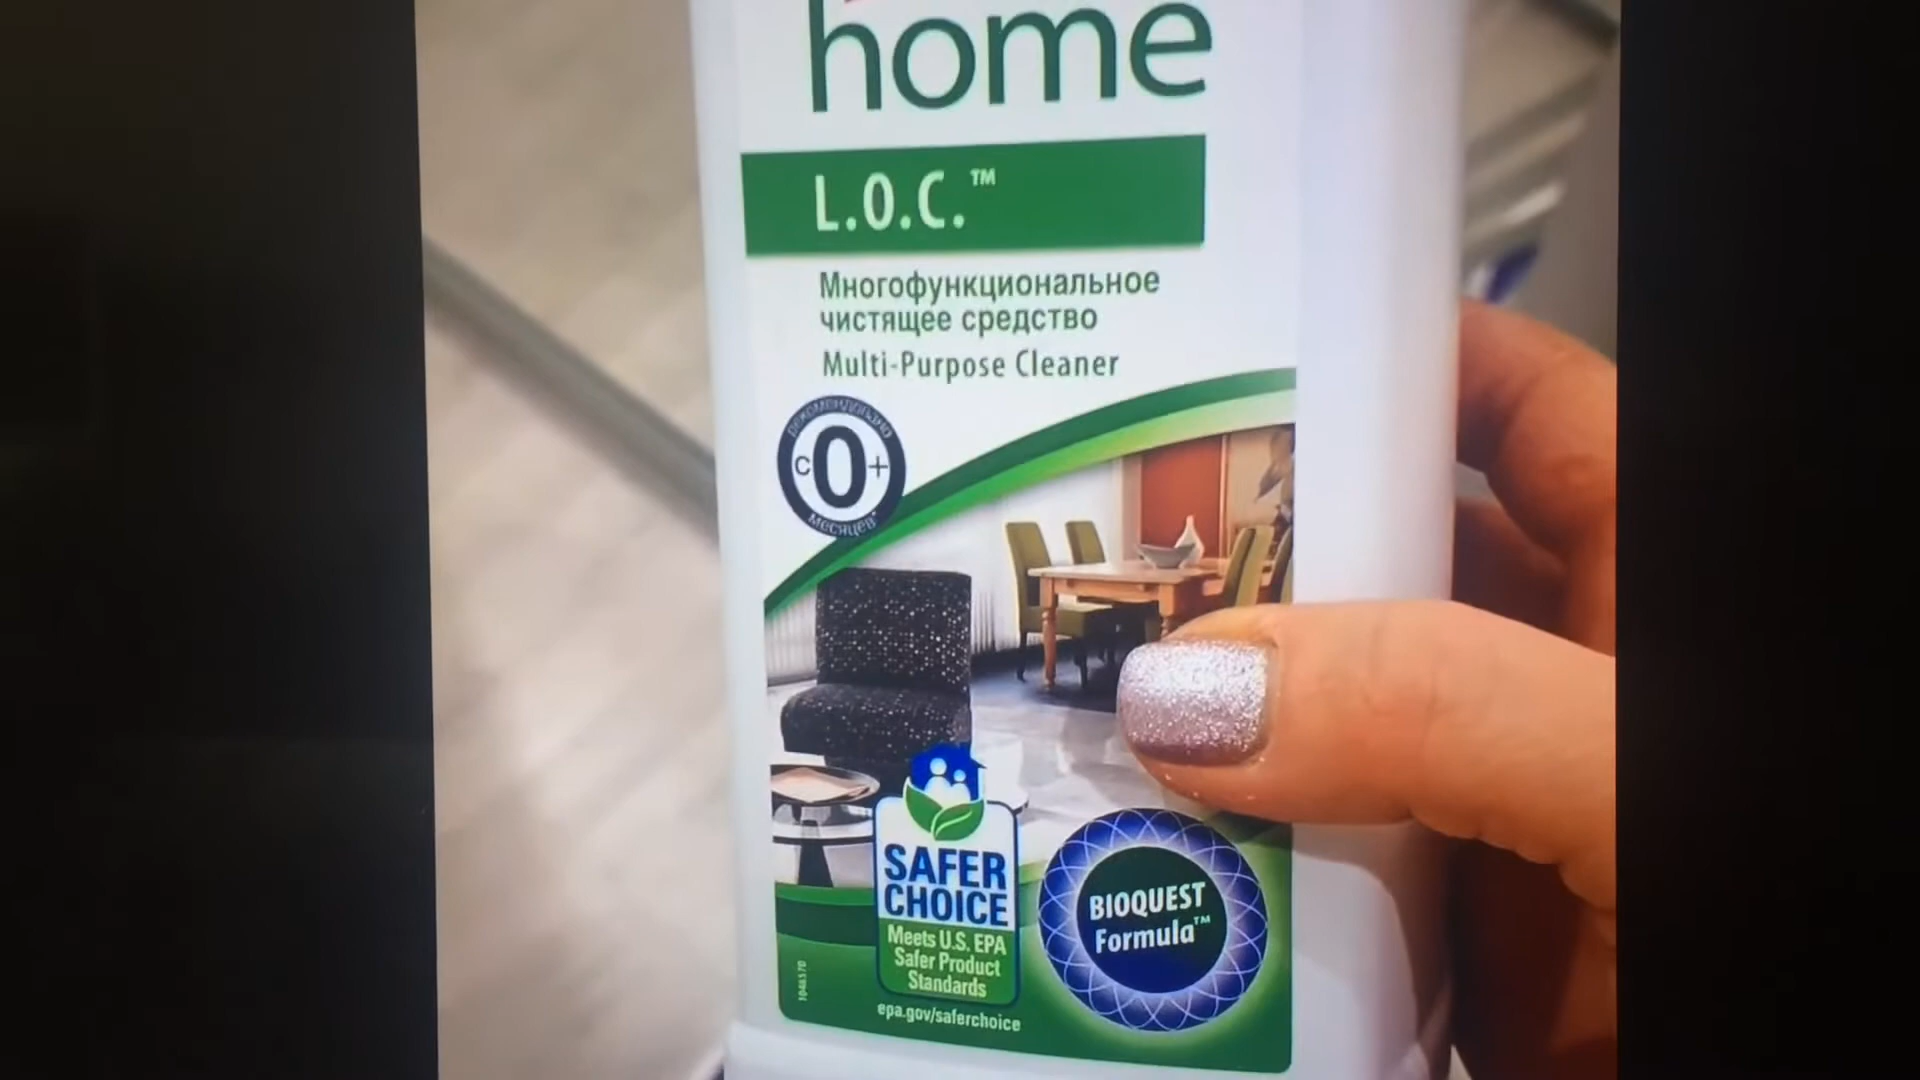 home
L.O.C.™
Многофункциональное
чистящее средство
Multi-Purpose Cleaner
рекомендовано
с 0+
месяцев*
SAFER
CHOICE
Meets U.S. EPA
Safer Product
Standards
epa.gov/saferchoice
BIOQUEST
Formula™